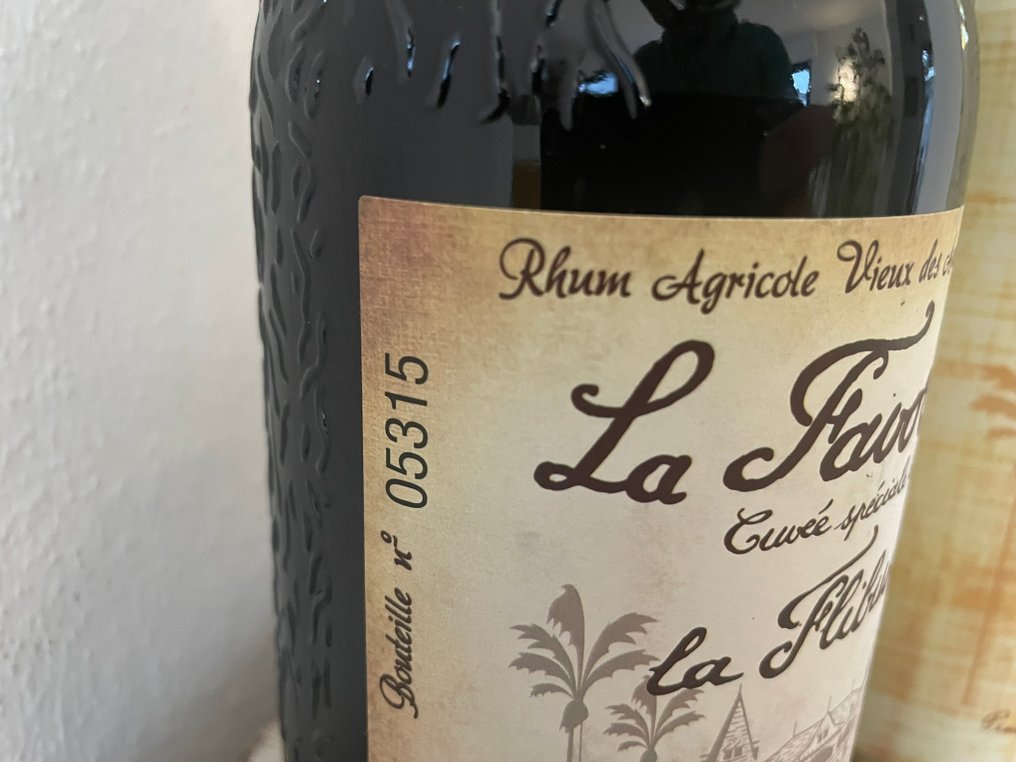 Rhum Agricole Vieux des
La Favo
Cuvée spéciale
la Flibu
Bouteille n° 05315